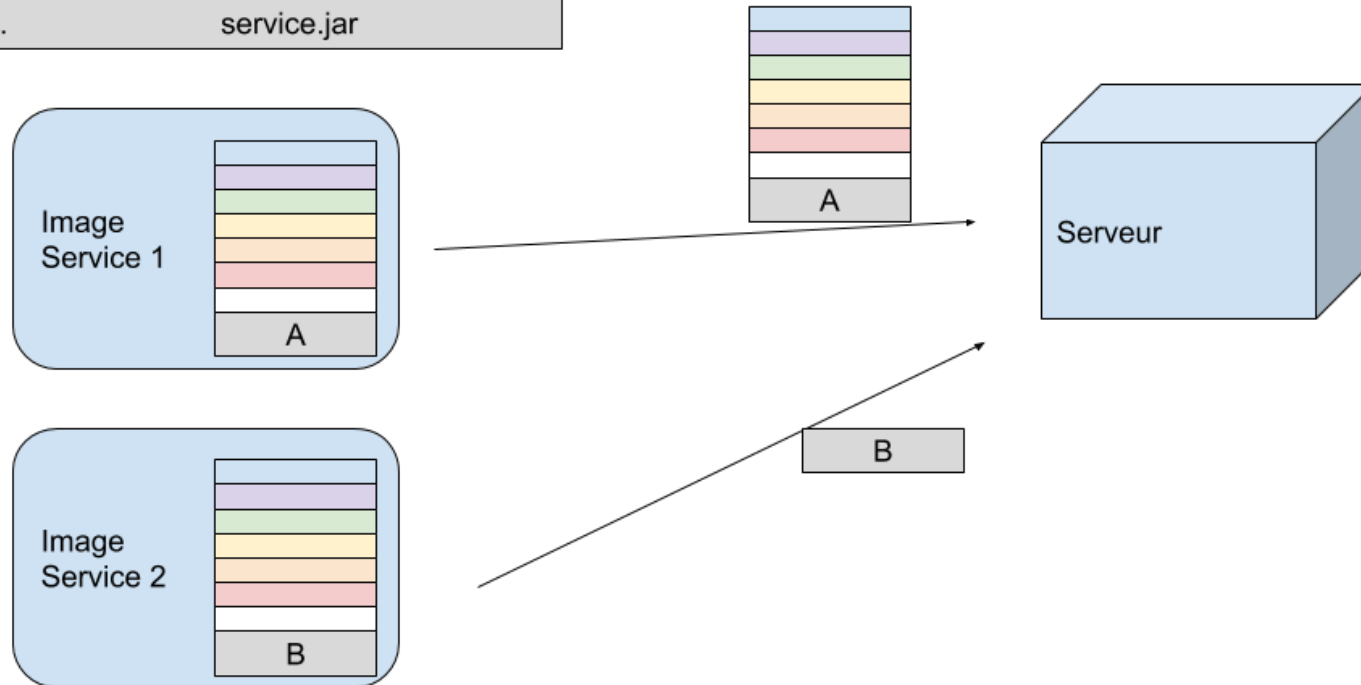 . service.jar
A
Image
Service 1
A
Serveur
B
Image
Service 2
B